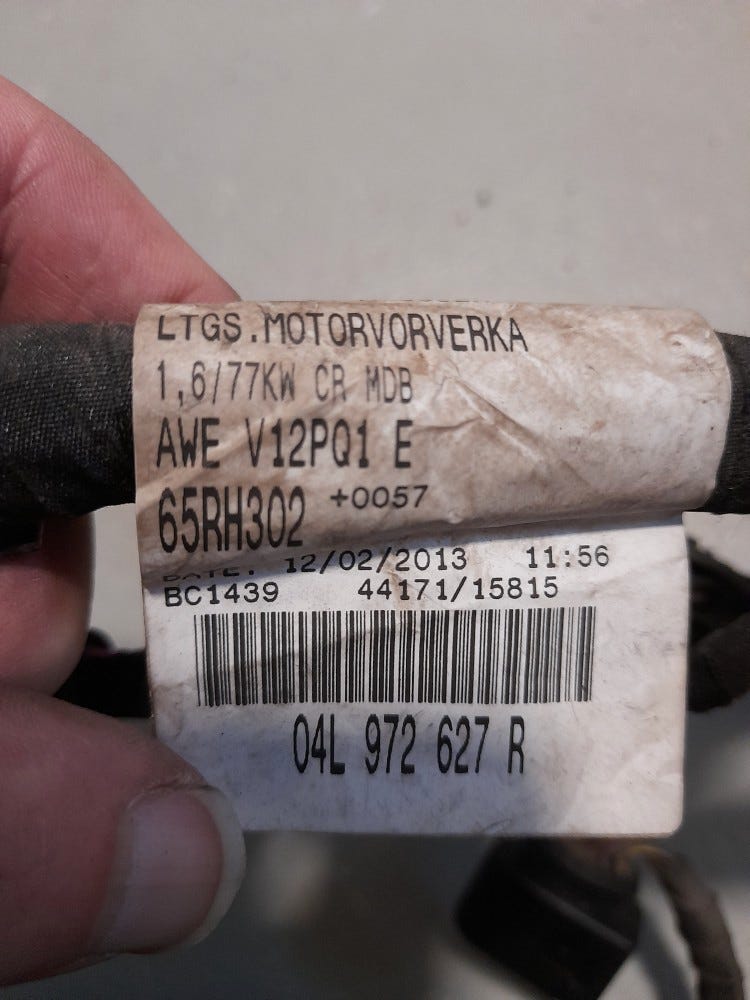 LTGS.MOTORVORVERKA
1,6/77KW CR MDB
AWE V12PQ1 E
65RH302 +0057
DATE: 12/02/2013 11:56
BC1439 44171/15815
04L 972 627 R